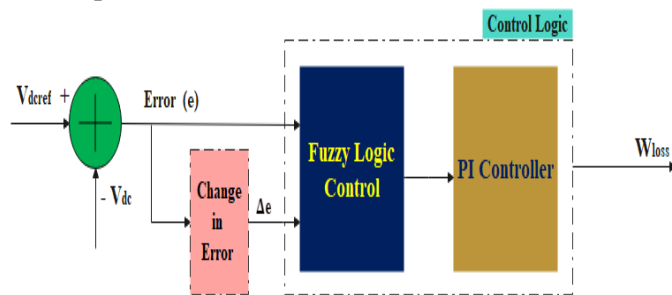 Control Logic
Vdcref +
Error (e)
- Vdc
Change
in
Error
Δe
Fuzzy Logic
Control
PI Controller
Wloss